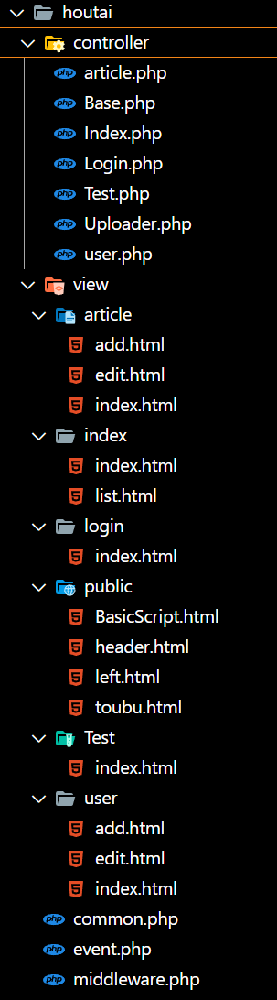 houtai
controller
article.php
Base.php
Index.php
Login.php
Test.php
Uploader.php
user.php
view
article
add.html
edit.html
index.html
index
index.html
list.html
login
index.html
public
BasicScript.html
header.html
left.html
toubu.html
Test
index.html
user
add.html
edit.html
index.html
common.php
event.php
middleware.php